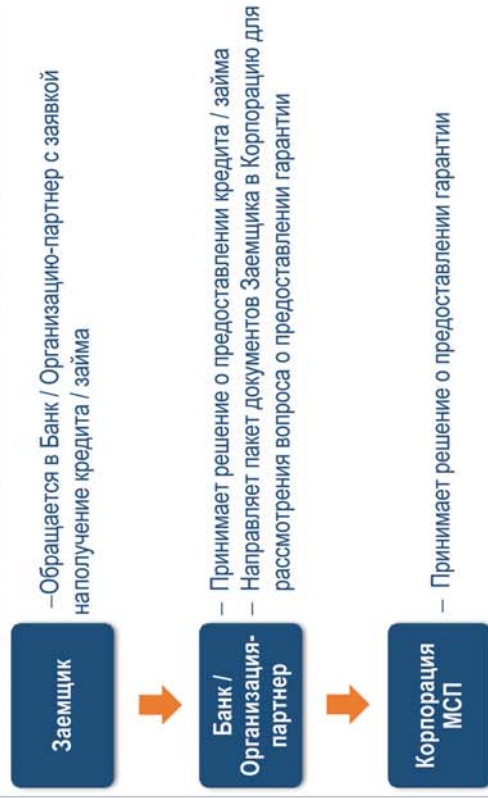 Заемщик
–Обращается в Банк / Организацию-партнер с заявкой
наполучение кредита / займа
Банк /
Организация-
партнер
– Принимает решение о предоставлении кредита / займа
– Направляет пакет документов Заемщика в Корпорацию для
рассмотрения вопроса о предоставлении гарантии
Корпорация
МСП
– Принимает решение о предоставлении гарантии